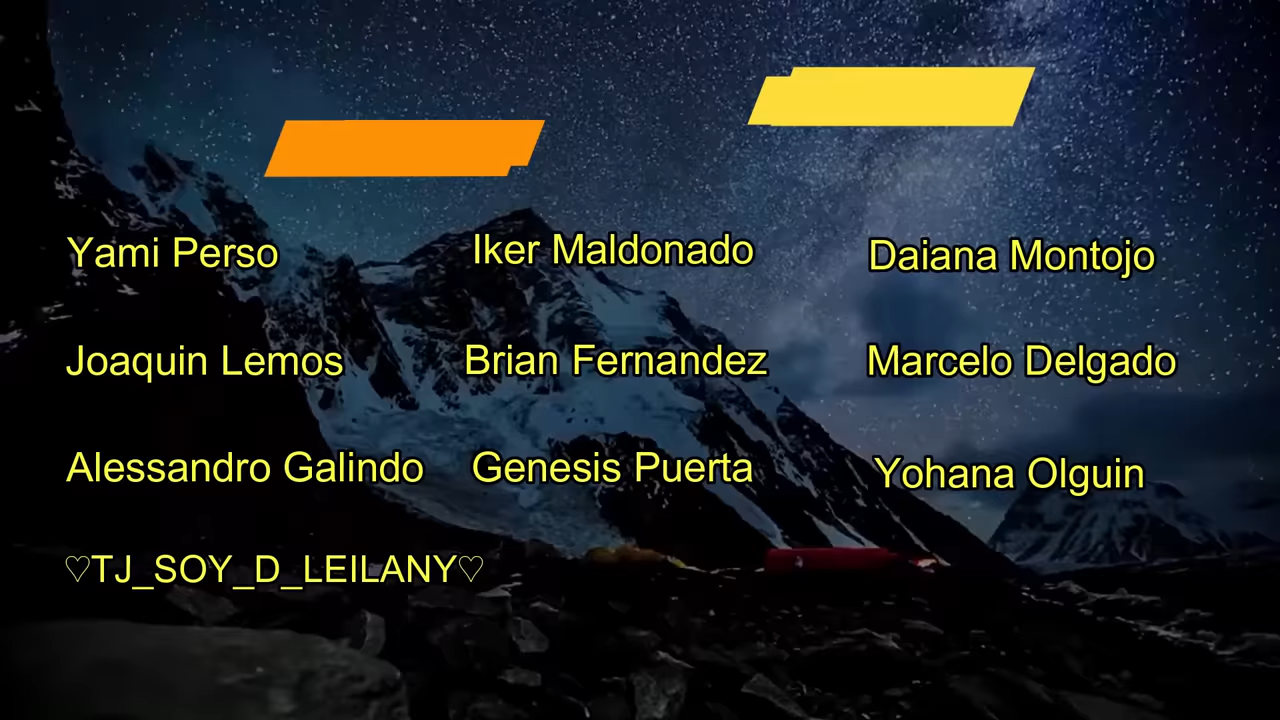 Yami Perso
Iker Maldonado
Daiana Montojo
Joaquin Lemos
Brian Fernandez
Marcelo Delgado
Alessandro Galindo
Genesis Puerta
Yohana Olguin
♡TJ_SOY_D_LEILANY♡